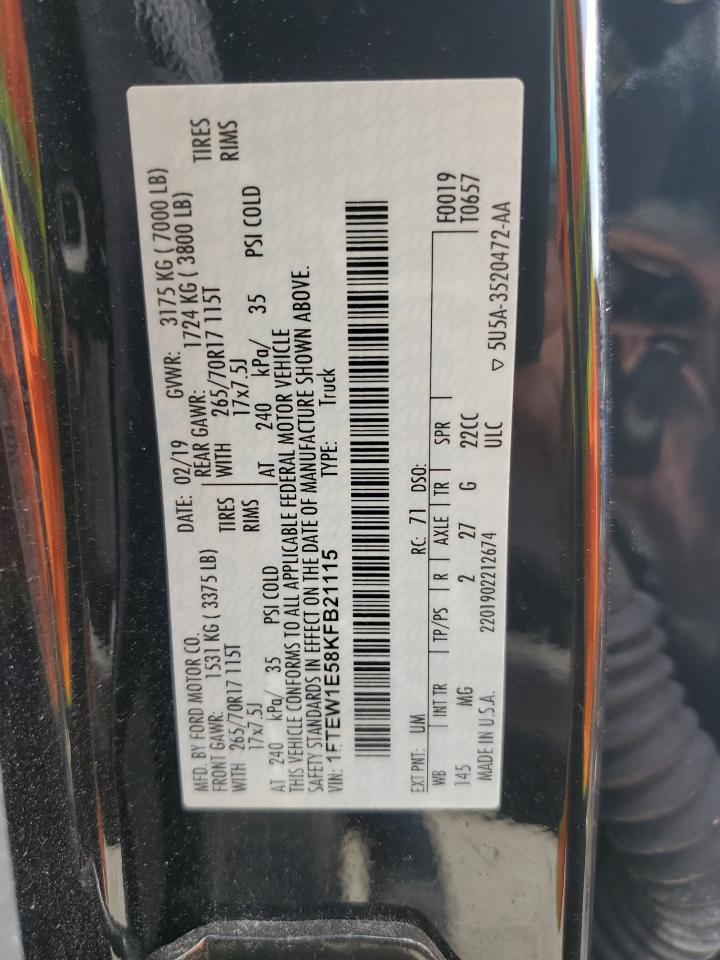 MFD. BY FORD MOTOR CO.
DATE: 02/19 GVWR: 3175 KG ( 7000 LB)
FRONT GAWR: 1531 KG ( 3375 LB) REAR GAWR: 1724 KG ( 3800 LB)
WITH 265/70R17 115T TIRES WITH 265/70R17 115T TIRES
17x7.5J RIMS 17x7.5J RIMS
AT 240 kPa/ 35 PSI COLD AT 240 kPa/ 35 PSI COLD
THIS VEHICLE CONFORMS TO ALL APPLICABLE FEDERAL MOTOR VEHICLE
SAFETY STANDARDS IN EFFECT ON THE DATE OF MANUFACTURE SHOWN ABOVE.
VIN: 1FTEW1E58KFB21115 TYPE: Truck
EXT PNT: UM RC: 71 DSO: F0019
WB INT TR TP/PS R AXLE TR SPR T0657
145 MG 2 27 G 22CC
ULC
MADE IN U.S.A. 2201902212674 ▽ 5U5A-3520472-AA